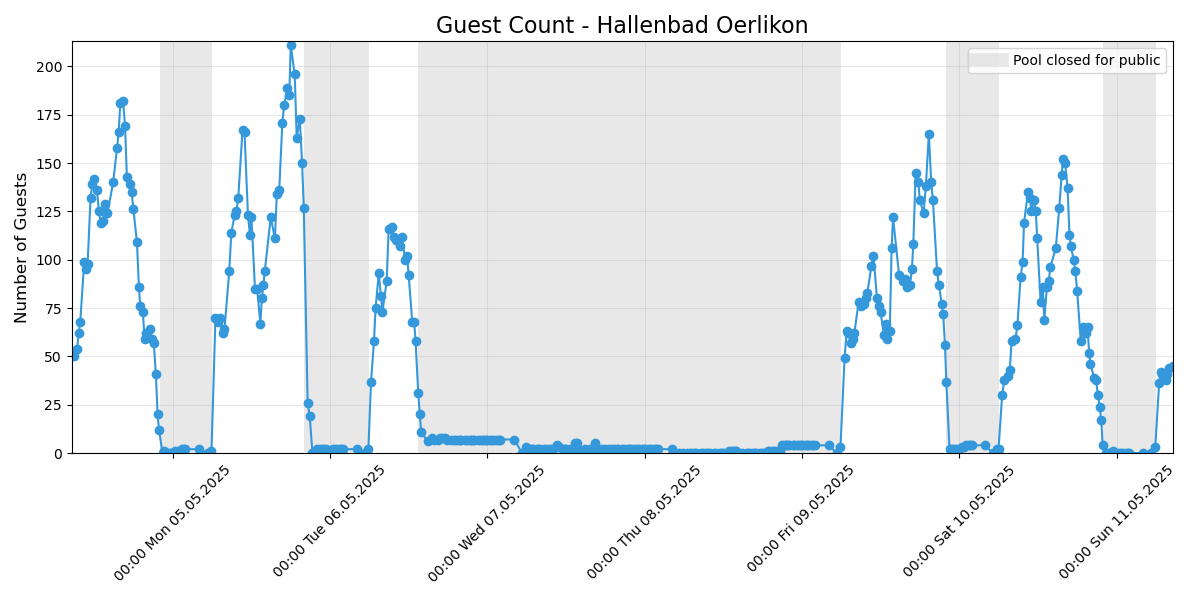 Guest Count - Hallenbad Oerlikon
Pool closed for public
Number of Guests
200
175
150
125
100
75
50
25
0
00:00 Mon 05.05.2025
00:00 Tue 06.05.2025
00:00 Wed 07.05.2025
00:00 Thu 08.05.2025
00:00 Fri 09.05.2025
00:00 Sat 10.05.2025
00:00 Sun 11.05.2025